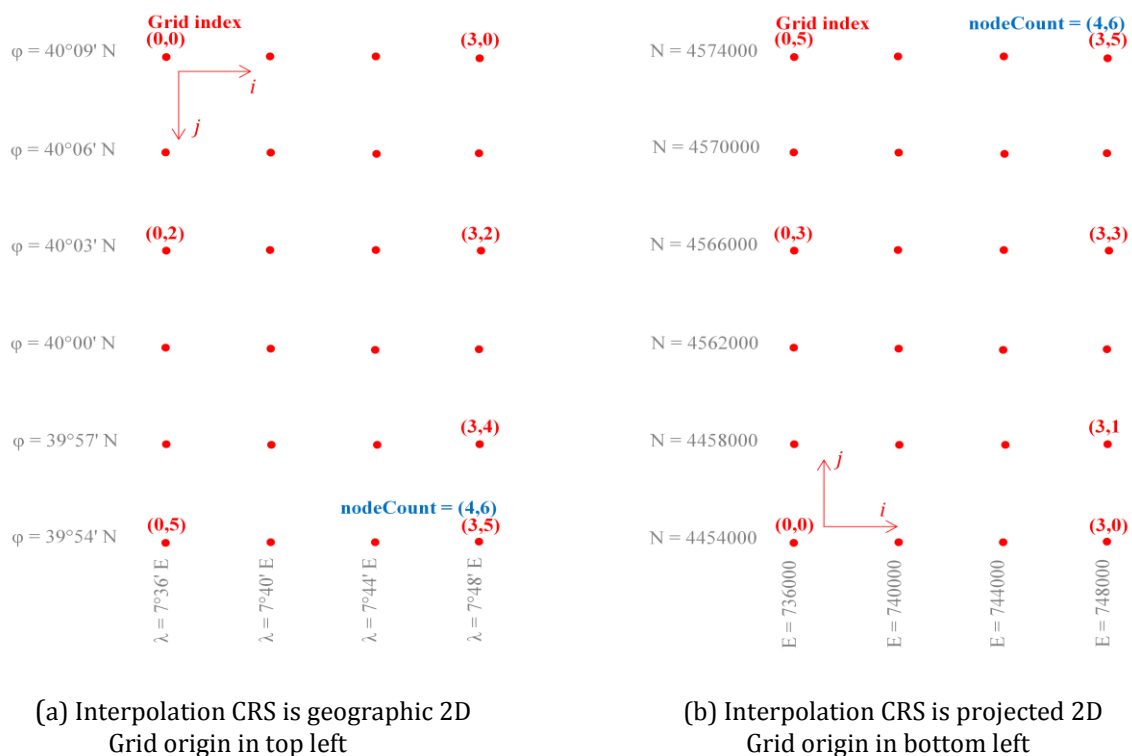 Grid index
φ = 40°09' N
(0,0)
(3,0)
i
j
φ = 40°06' N
φ = 40°03' N
(0,2)
(3,2)
φ = 40°00' N
φ = 39°57' N
(3,4)
nodeCount = (4,6)
φ = 39°54' N
(0,5)
(3,5)
λ = 7°36' E
λ = 7°40' E
λ = 7°44' E
λ = 7°48' E
(a) Interpolation CRS is geographic 2D
Grid origin in top left
Grid index
nodeCount = (4,6)
N = 4574000
(0,5)
(3,5)
N = 4570000
N = 4566000
(0,3)
(3,3)
N = 4562000
N = 4458000
(3,1
j
i
N = 4454000
(0,0)
(3,0)
E = 736000
E = 740000
E = 744000
E = 748000
(b) Interpolation CRS is projected 2D
Grid origin in bottom left